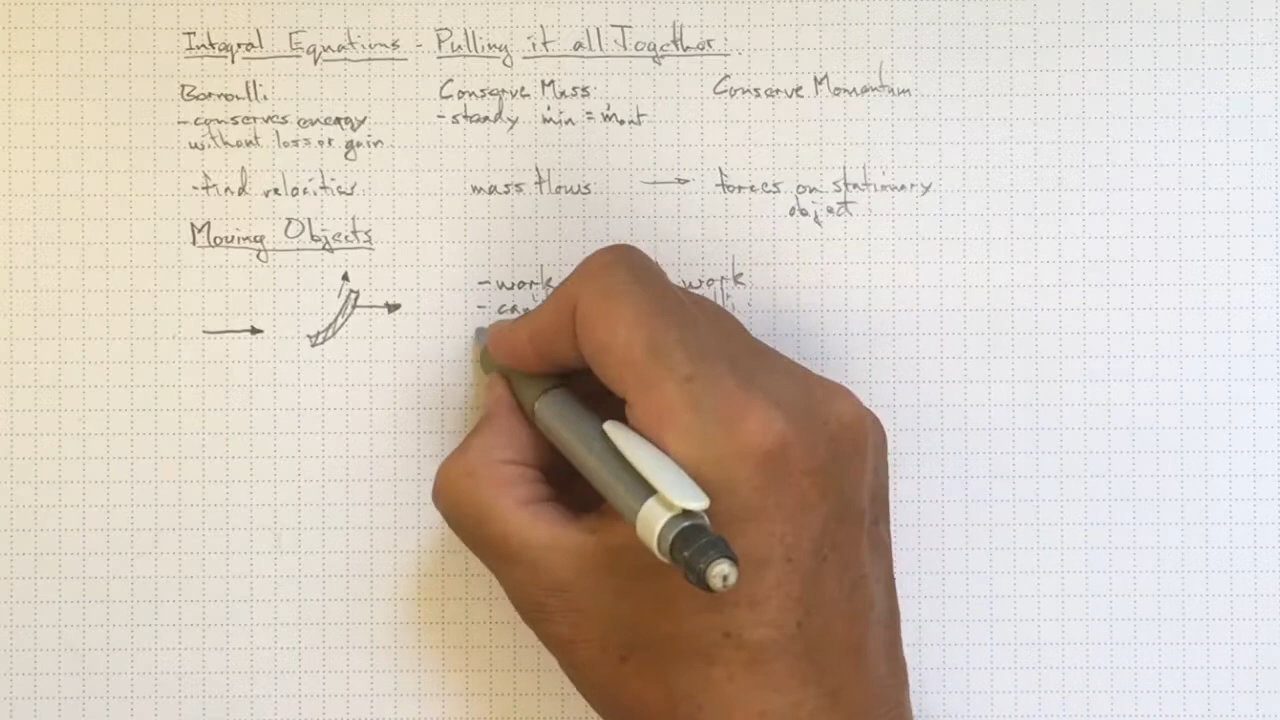 Integral Equations - Pulling it all Together
Bernoulli
Conserve Mass
Conserve Momentum
- conserves energy
without loss or gain
- steady ṁin = ṁout
- find velocities
mass flows → forces on stationary
object
Moving Objects
- work work
-